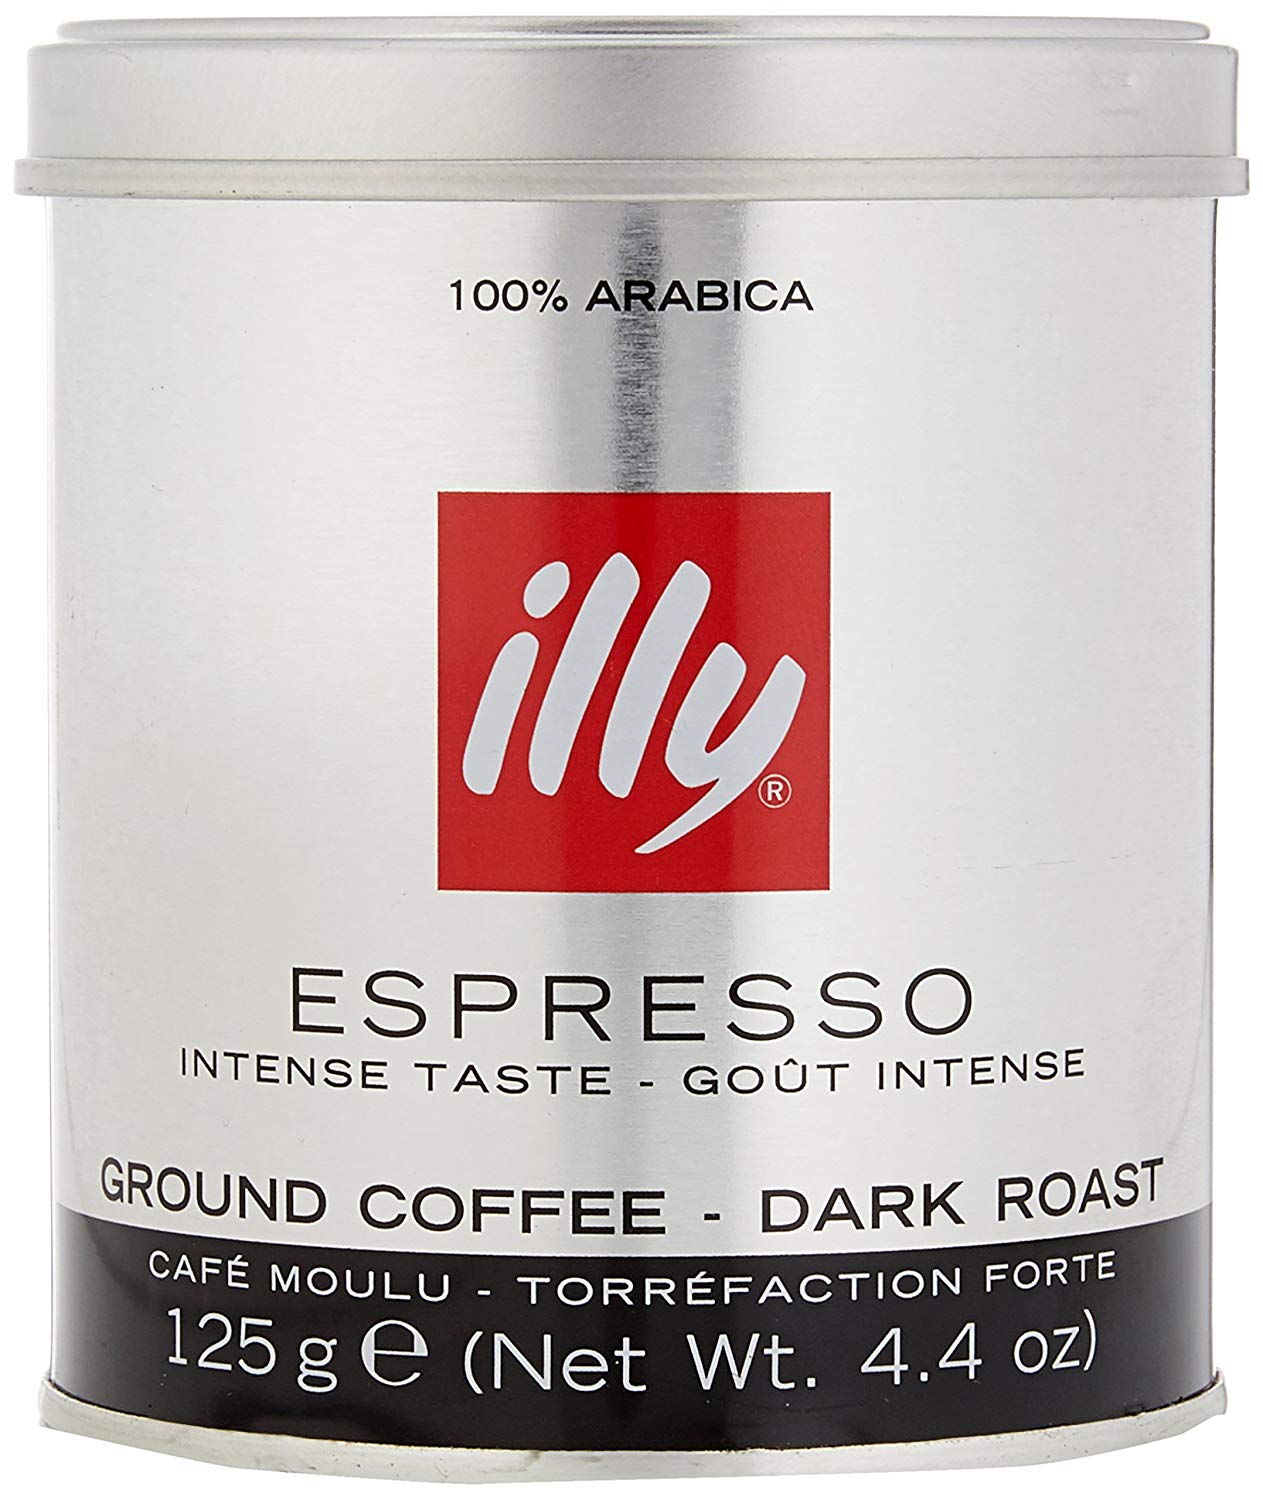 100% ARABICA
illy®
ESPRESSO
INTENSE TASTE - GOÛT INTENSE
GROUND COFFEE - DARK ROAST
CAFÉ MOULU - TORRÉFACTION FORTE
125 g ℮ (Net Wt. 4.4 oz)